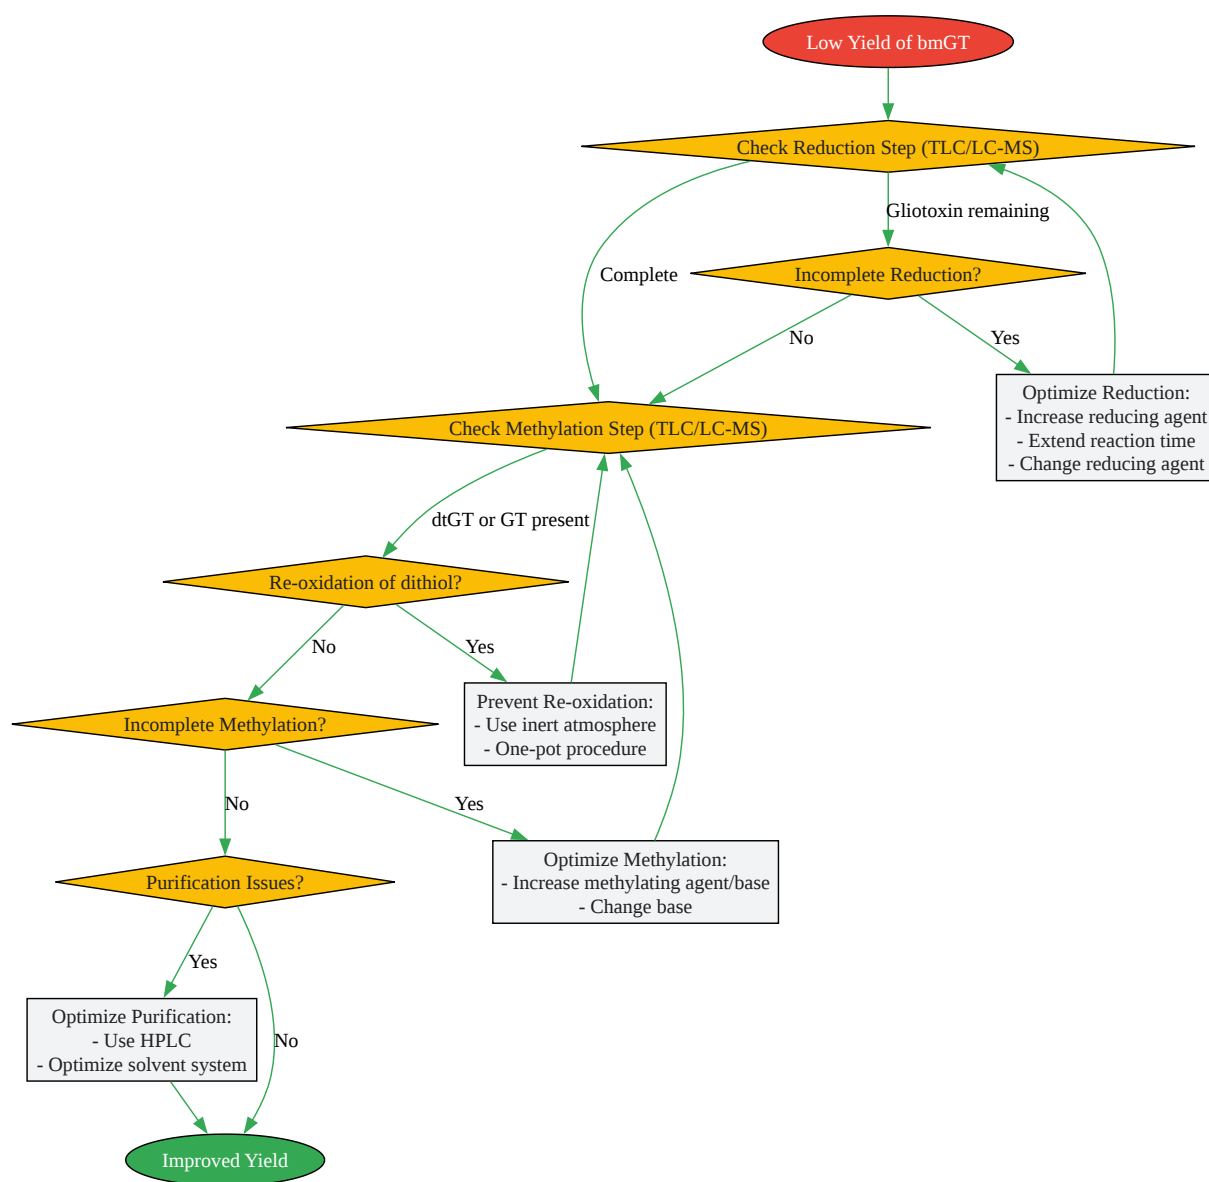 Low Yield of bmGT
Check Reduction Step (TLC/LC-MS)
Gliotoxin remaining
Complete
Incomplete Reduction?
No
Yes
Optimize Reduction:
- Increase reducing agent
- Extend reaction time
- Change reducing agent
Check Methylation Step (TLC/LC-MS)
dtGT or GT present
Re-oxidation of dithiol?
No
Yes
Prevent Re-oxidation:
- Use inert atmosphere
- One-pot procedure
Incomplete Methylation?
No
Yes
Optimize Methylation:
- Increase methylating agent/base
- Change base
Purification Issues?
Yes
No
Optimize Purification:
- Use HPLC
- Optimize solvent system
Improved Yield